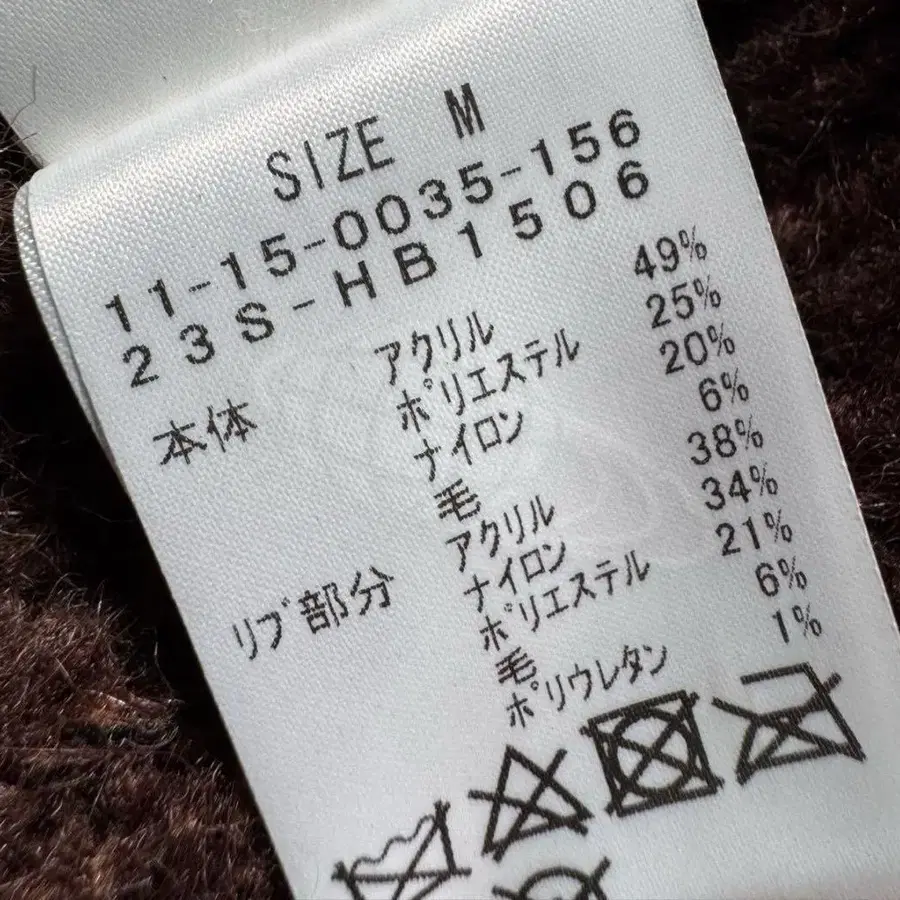 SIZE M
11-15-0035-156
23S-HB1506
本体 アクリル 49%
ポリエステル 25%
ナイロン 20%
毛 6%
リブ部分 アクリル 38%
ナイロン 34%
ポリエステル 21%
毛 6%
ポリウレタン 1%